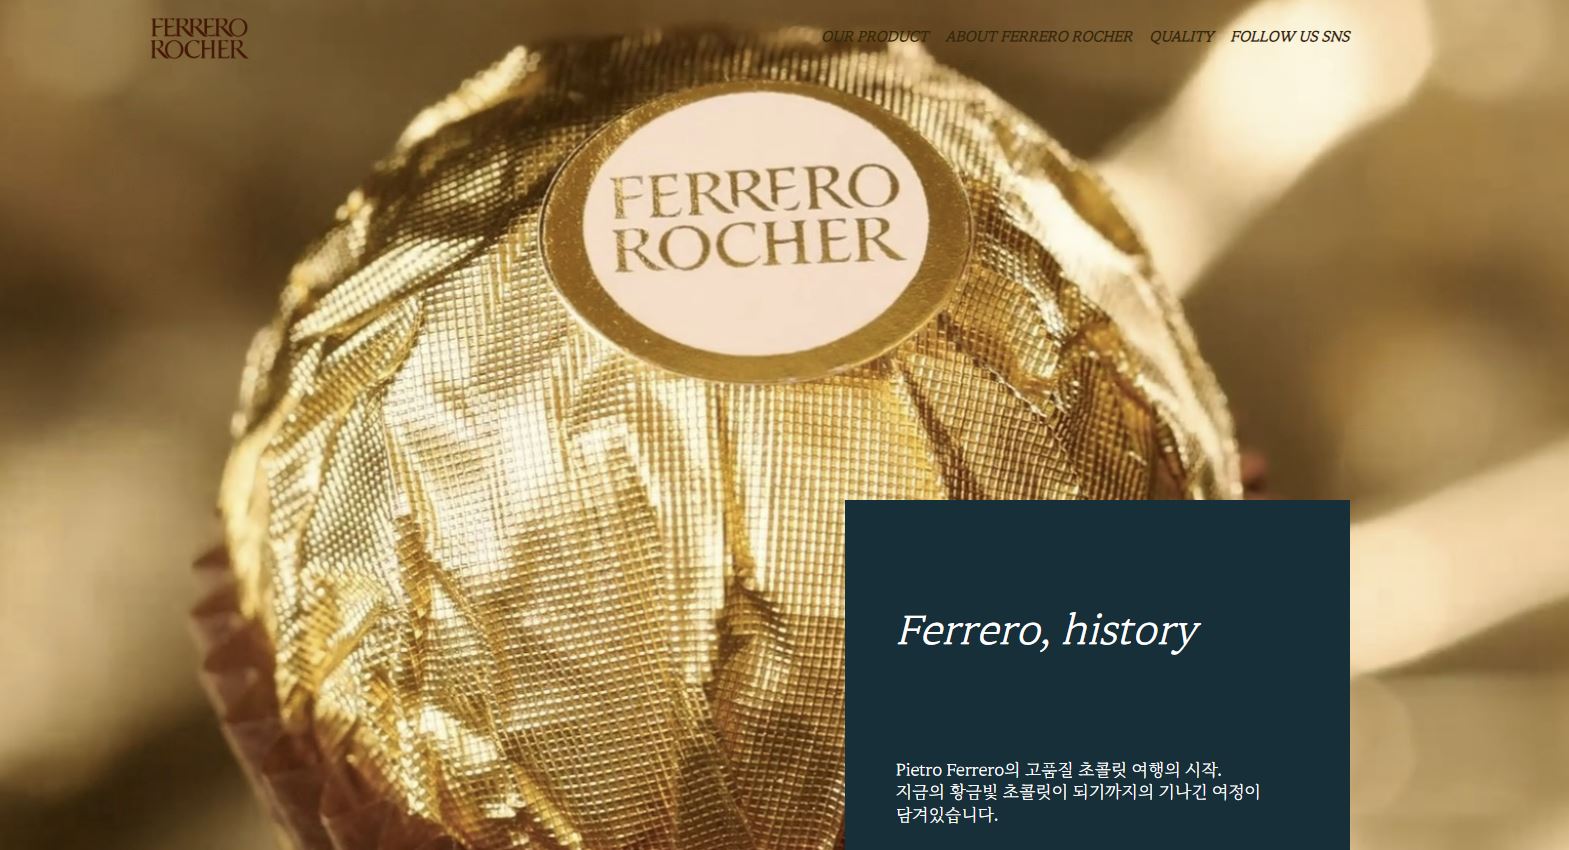 FERRERO
ROCHER
OUR PRODUCT ABOUT FERRERO ROCHER QUALITY FOLLOW US SNS
FERRERO
ROCHER
Ferrero, history
Pietro Ferrero의 고품질 초콜릿 여행의 시작.
지금의 황금빛 초콜릿이 되기까지의 기나긴 여정이
담겨있습니다.